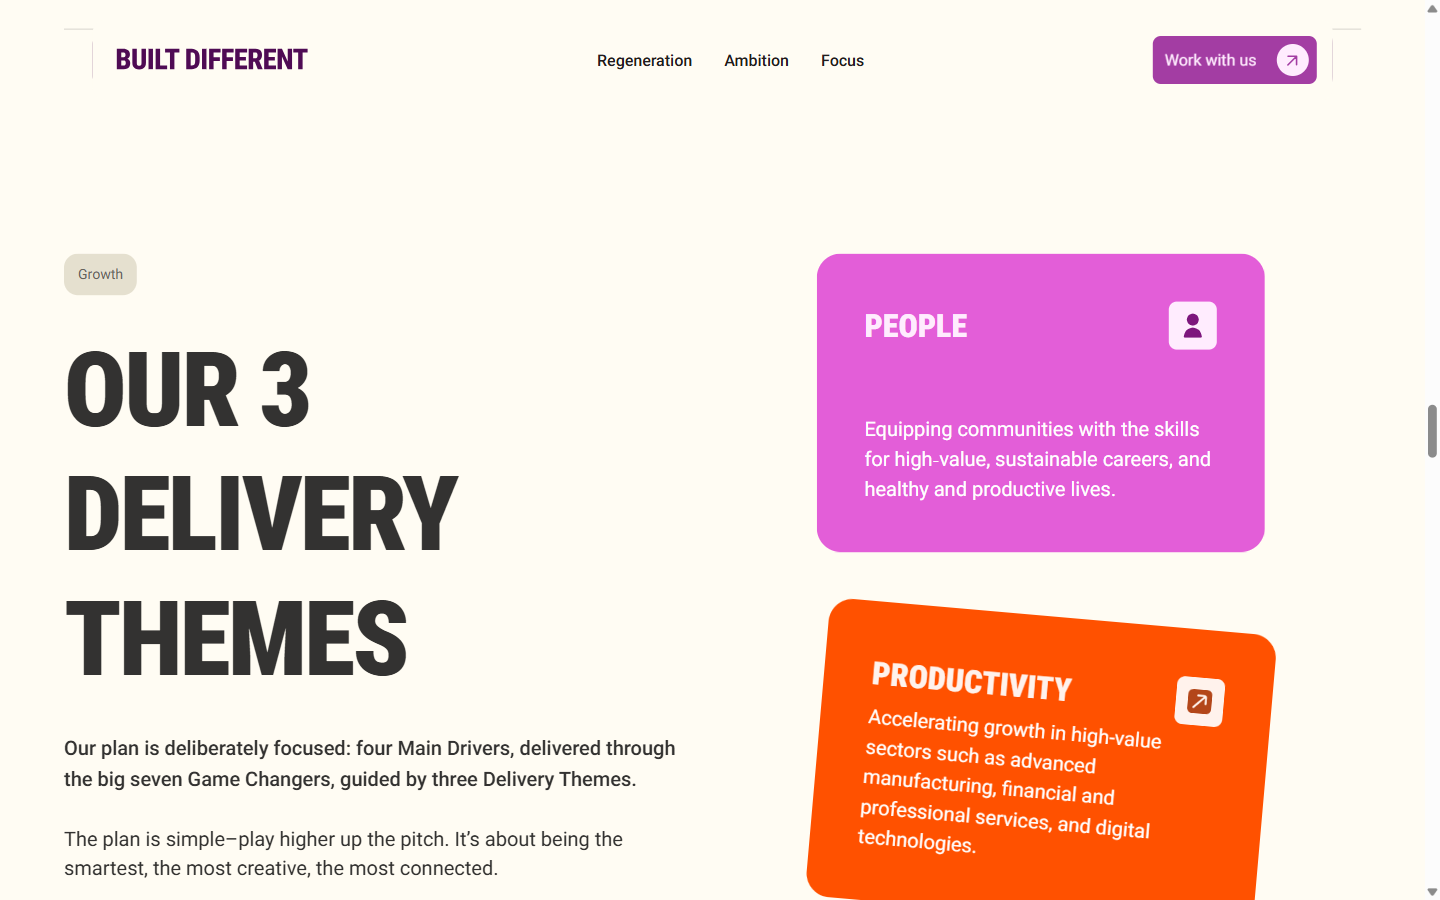 BUILT DIFFERENT
Regeneration
Ambition
Focus
Work with us
Growth
OUR 3
DELIVERY
THEMES
Our plan is deliberately focused: four Main Drivers, delivered through
the big seven Game Changers, guided by three Delivery Themes.
The plan is simple–play higher up the pitch. It’s about being the
smartest, the most creative, the most connected.
PEOPLE
Equipping communities with the skills
for high-value, sustainable careers, and
healthy and productive lives.
PRODUCTIVITY
Accelerating growth in high-value
sectors such as advanced
manufacturing, financial and
professional services, and digital
technologies.